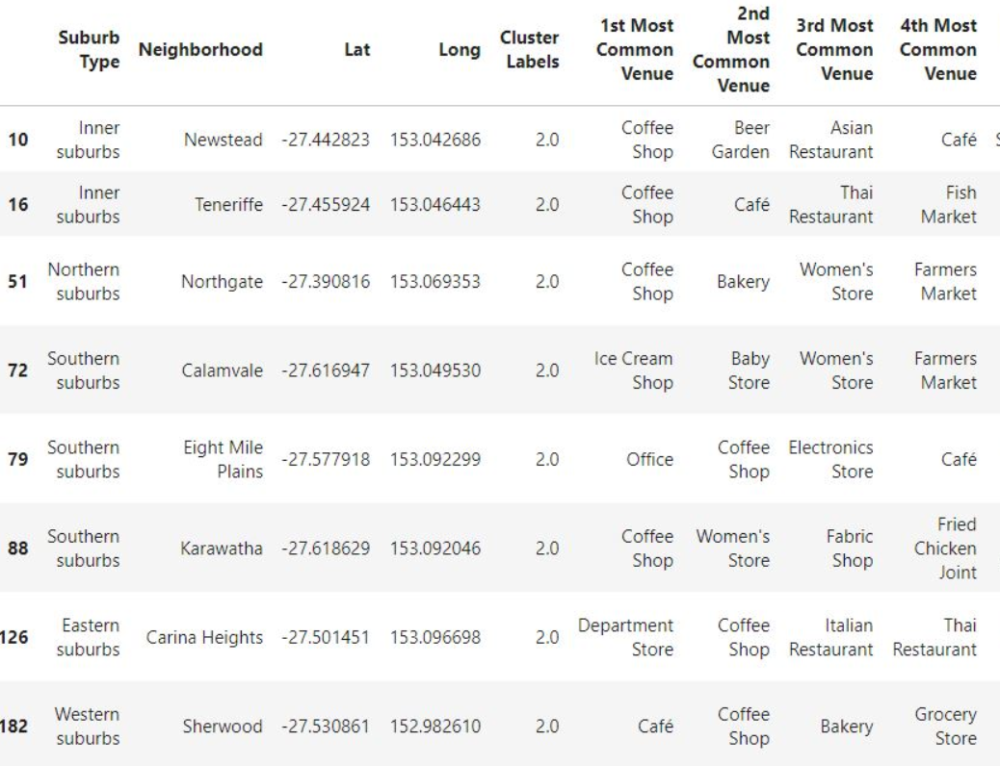 Suburb Type Neighborhood Lat Long Cluster Labels 1st Most Common Venue 2nd Most Common Venue 3rd Most Common Venue 4th Most Common Venue
10 Inner suburbs Newstead -27.442823 153.042686 2.0 Coffee Shop Beer Garden Asian Restaurant Café
16 Inner suburbs Teneriffe -27.455924 153.046443 2.0 Coffee Shop Café Thai Restaurant Fish Market
51 Northern suburbs Northgate -27.390816 153.069353 2.0 Coffee Shop Bakery Women's Store Farmers Market
72 Southern suburbs Calamvale -27.616947 153.049530 2.0 Ice Cream Shop Baby Store Women's Store Farmers Market
79 Southern suburbs Eight Mile Plains -27.577918 153.092299 2.0 Office Coffee Shop Electronics Store Café
88 Southern suburbs Karawatha -27.618629 153.092046 2.0 Coffee Shop Women's Store Fabric Shop Fried Chicken Joint
126 Eastern suburbs Carina Heights -27.501451 153.096698 2.0 Department Store Coffee Shop Italian Restaurant Thai Restaurant
182 Western suburbs Sherwood -27.530861 152.982610 2.0 Café Coffee Shop Bakery Grocery Store